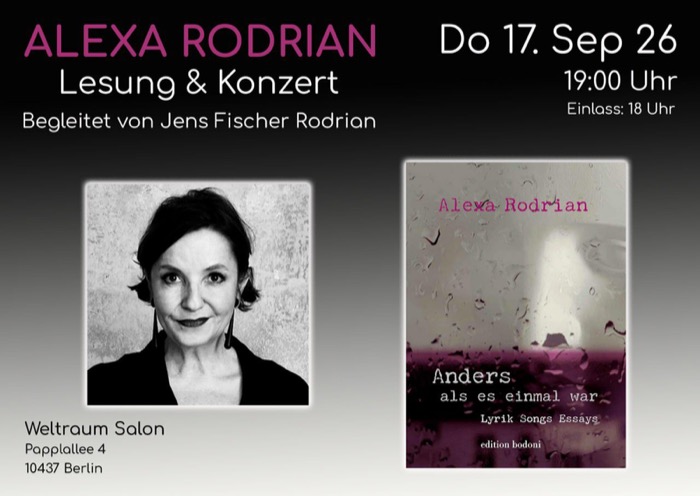 ALEXA RODRIAN
Lesung & Konzert
Begleitet von Jens Fischer Rodrian
Do 17. Sep 26
19:00 Uhr
Einlass: 18 Uhr
Alexa Rodrian
Anders
als es einmal war
Lyrik Songs Essays
edition bodoni
Weltraum Salon
Papplallee 4
10437 Berlin